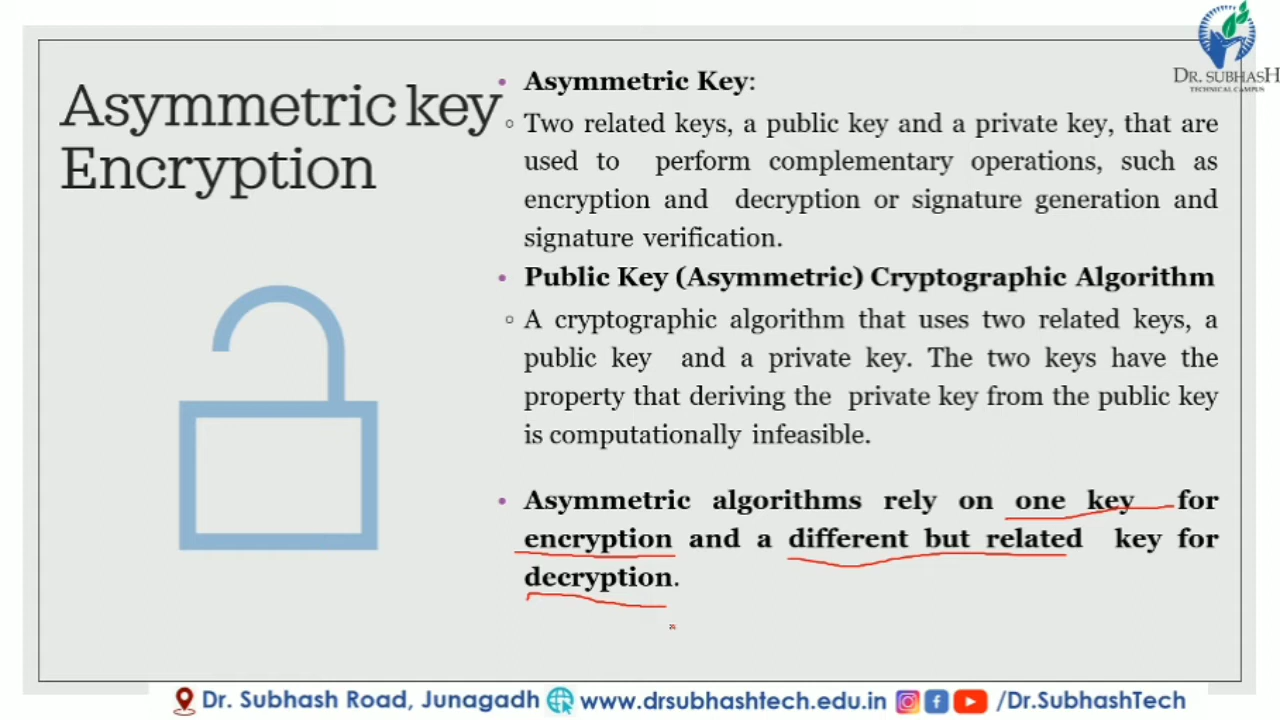 Asymmetric key
Encryption
• Asymmetric Key:
◦ Two related keys, a public key and a private key, that are
used to perform complementary operations, such as
encryption and decryption or signature generation and
signature verification.
• Public Key (Asymmetric) Cryptographic Algorithm
◦ A cryptographic algorithm that uses two related keys, a
public key and a private key. The two keys have the
property that deriving the private key from the public key
is computationally infeasible.
• Asymmetric algorithms rely on one key for
encryption and a different but related key for
decryption.
DR. SUBHASH
TECHNICAL CAMPUS
Dr. Subhash Road, Junagadh www.drsubhashtech.edu.in /Dr.SubhashTech